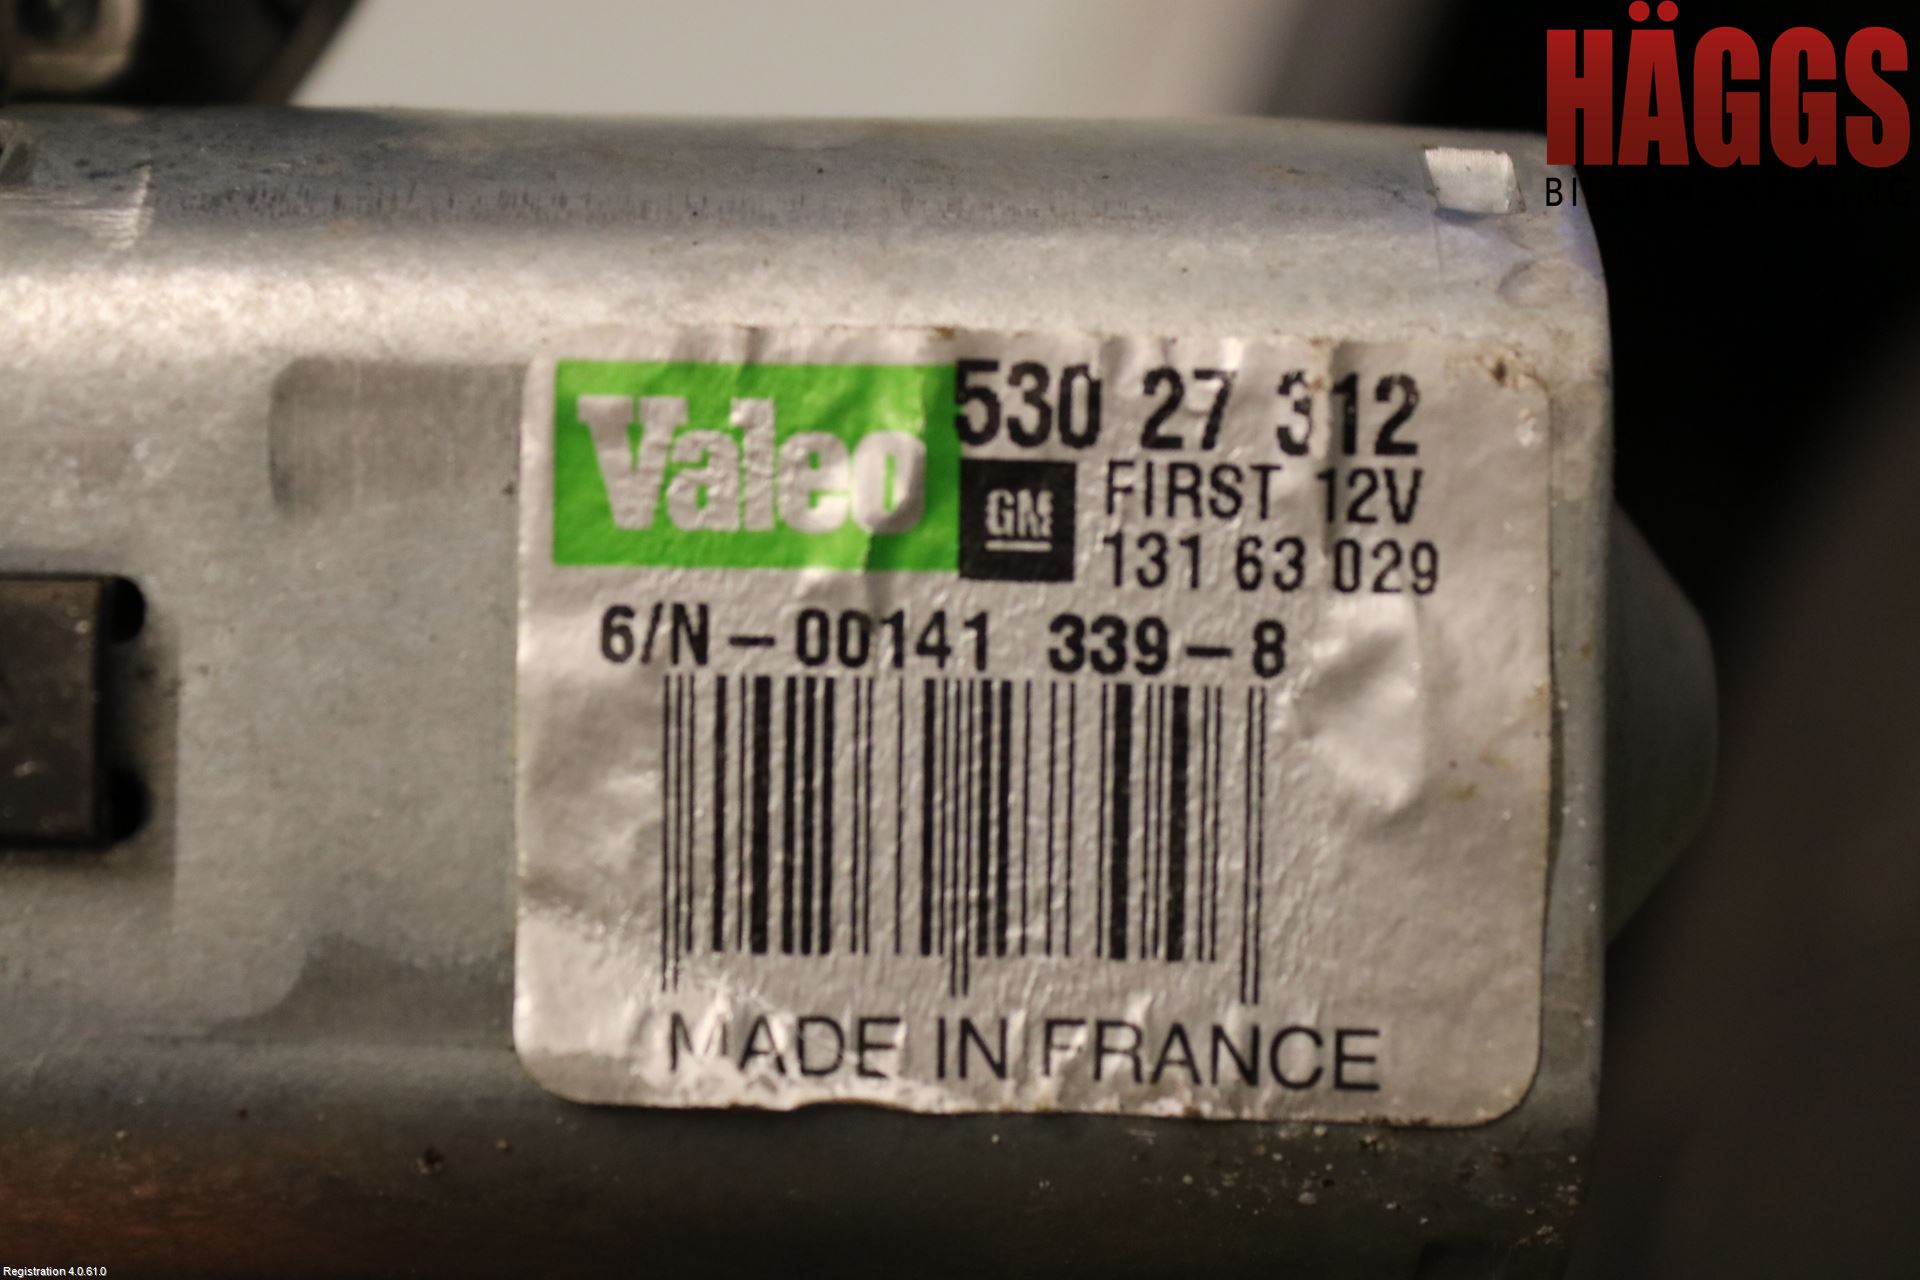 HÄGGS
Valeo 530 27 312
GM FIRST 12V
131 63 029
6/N-00141 339-8
MADE IN FRANCE
Registration 4.0.61.0